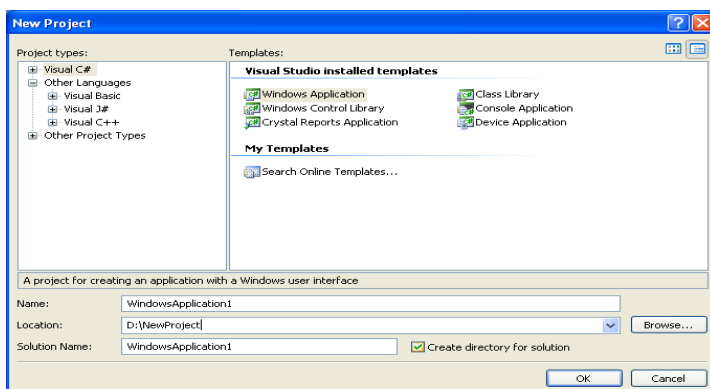 New Project
Project types:
Templates:
Visual C#
Other Languages
Visual Basic
Visual J#
Visual C++
Other Project Types
Visual Studio installed templates
Windows Application
Class Library
Windows Control Library
Console Application
Crystal Reports Application
Device Application
My Templates
Search Online Templates...
A project for creating an application with a Windows user interface
Name:
WindowsApplication1
Location:
D:\NewProject
Browse...
Solution Name:
WindowsApplication1
Create directory for solution
OK
Cancel